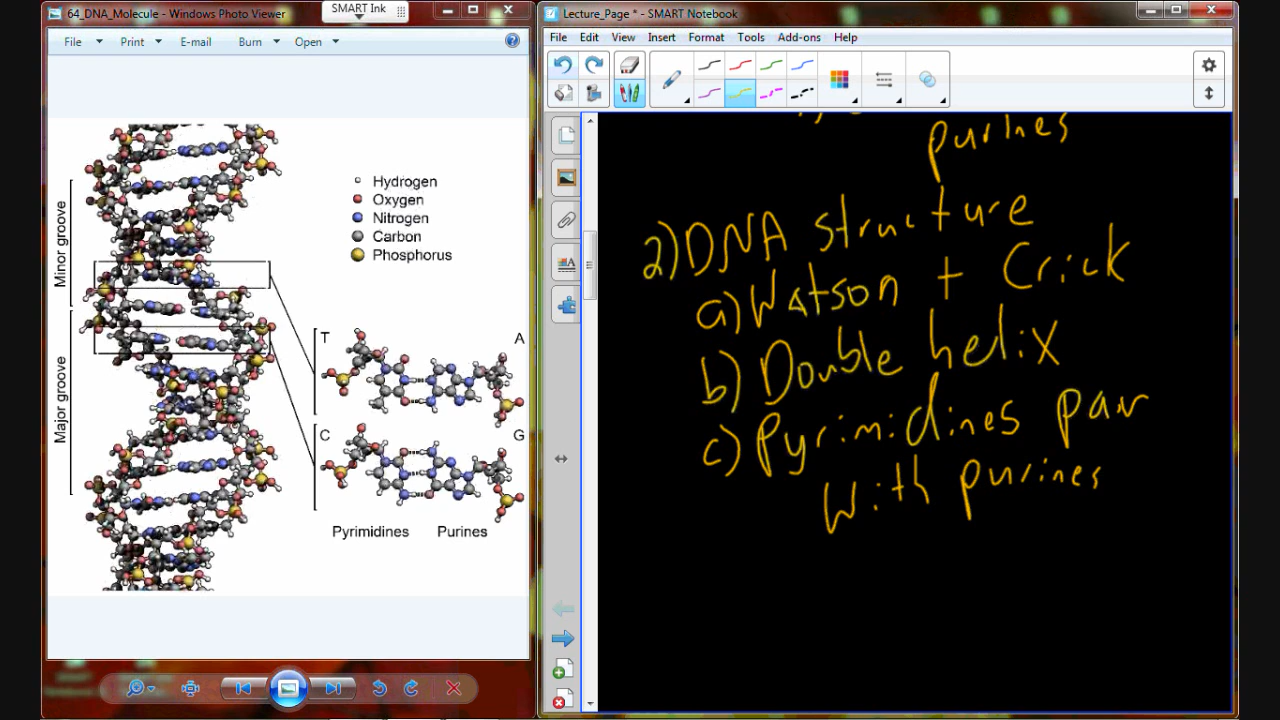 64_DNA_Molecule - Windows Photo Viewer
SMART Ink
File Print E-mail Burn Open
Minor groove
Major groove
Hydrogen
Oxygen
Nitrogen
Carbon
Phosphorus
T A
C G
Pyrimidines Purines
Lecture_Page * - SMART Notebook
File Edit View Insert Format Tools Add-ons Help
purines
2) DNA structure
a) Watson + Crick
b) Double helix
c) Pyrimidines pair
with purines